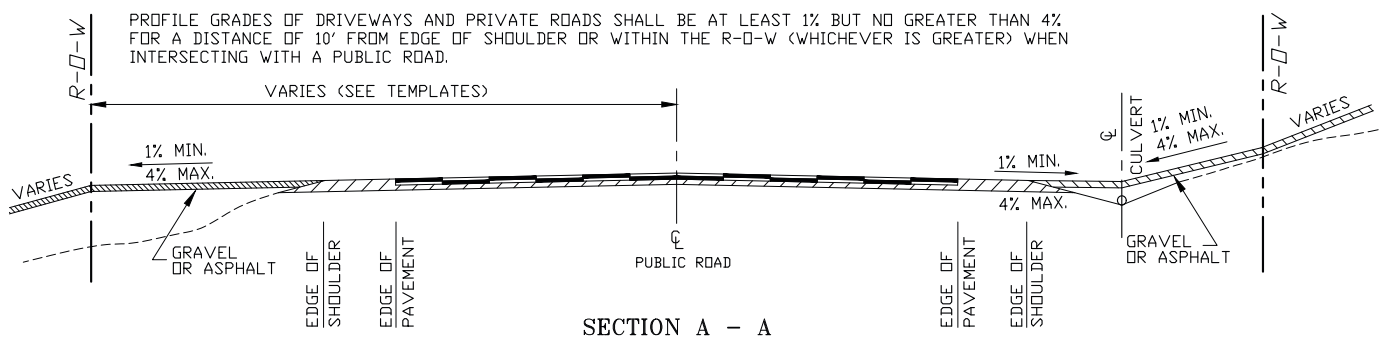 PROFILE GRADES OF DRIVEWAYS AND PRIVATE ROADS SHALL BE AT LEAST 1% BUT NO GREATER THAN 4%
FOR A DISTANCE OF 10' FROM EDGE OF SHOULDER OR WITHIN THE R-O-W (WHICHEVER IS GREATER) WHEN
INTERSECTING WITH A PUBLIC ROAD.
R-O-W
R-O-W
VARIES (SEE TEMPLATES)
VARIES
1% MIN.
4% MAX.
1% MIN.
4% MAX.
℄
CULVERT
1% MIN.
4% MAX.
VARIES
GRAVEL
OR ASPHALT
EDGE OF
SHOULDER
EDGE OF
PAVEMENT
℄
PUBLIC ROAD
EDGE OF
PAVEMENT
EDGE OF
SHOULDER
GRAVEL
OR ASPHALT
SECTION A - A